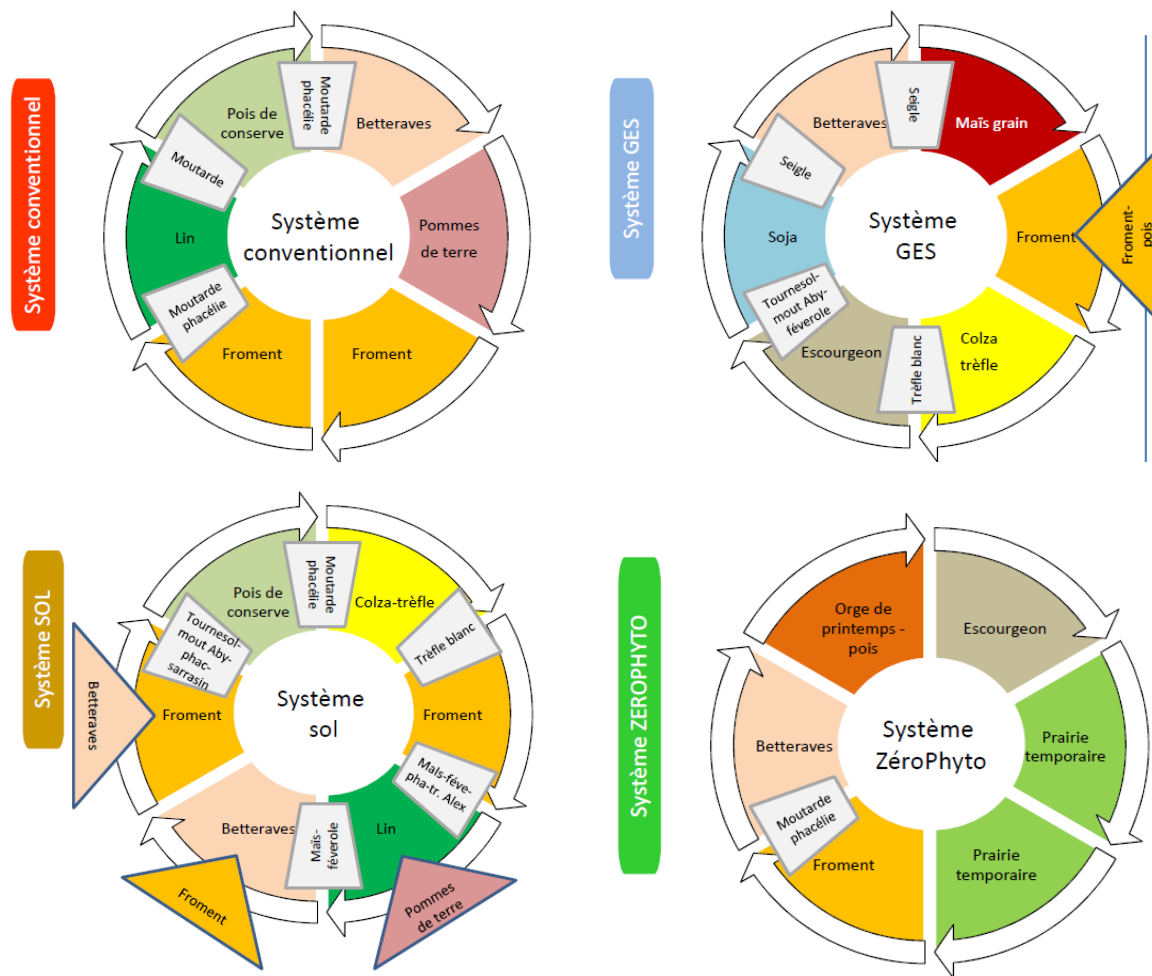 Système conventionnel
Pois de
conserve
Moutarde
phacélie
Betteraves
Moutarde
Lin
Système
conventionnel
Pommes
de terre
Moutarde
phacélie
Froment
Froment
Système GES
Betteraves
Seigle
Maïs grain
Seigle
Soja
Système
GES
Froment
Froment-
pois
Tournesol-
mout Aby-
féverole
Escourgeon
Trèfle blanc
Colza
trèfle
Système SOL
Pois de
conserve
Moutarde
phacélie
Colza-trèfle
Tournesol-
mout Aby-
phac-
sarrasin
Trèfle blanc
Betteraves
Froment
Système
sol
Froment
Maïs-féve-
pha-tr. Alex
Betteraves
Maïs-
féverole
Lin
Froment
Pommes
de terre
Système ZEROPHYTO
Orge de
printemps -
pois
Escourgeon
Betteraves
Système
ZéroPhyto
Prairie
temporaire
Moutarde
phacélie
Froment
Prairie
temporaire